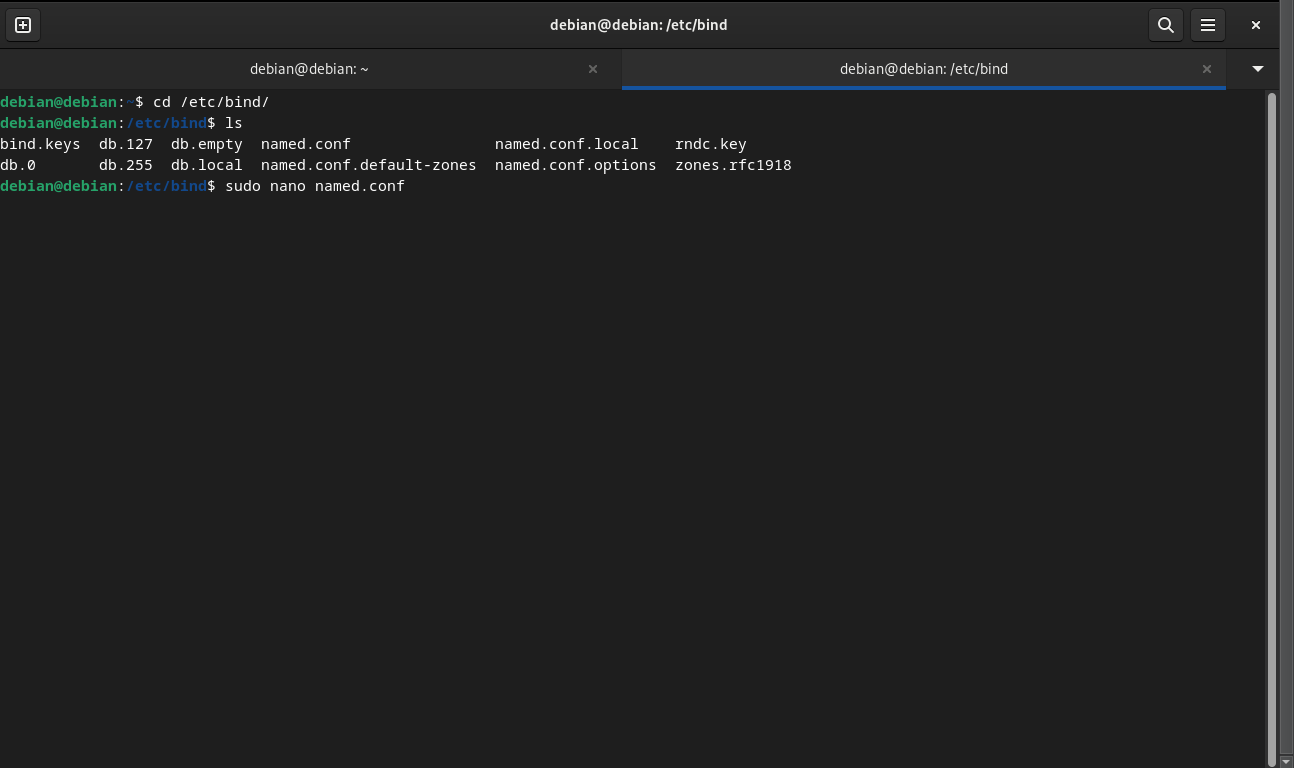 debian@debian: /etc/bind
debian@debian: ~
debian@debian: /etc/bind
debian@debian:~$ cd /etc/bind/
debian@debian:/etc/bind$ ls
bind.keys  db.127  db.empty  named.conf                named.conf.local    rndc.key
db.0       db.255  db.local  named.conf.default-zones  named.conf.options  zones.rfc1918
debian@debian:/etc/bind$ sudo nano named.conf